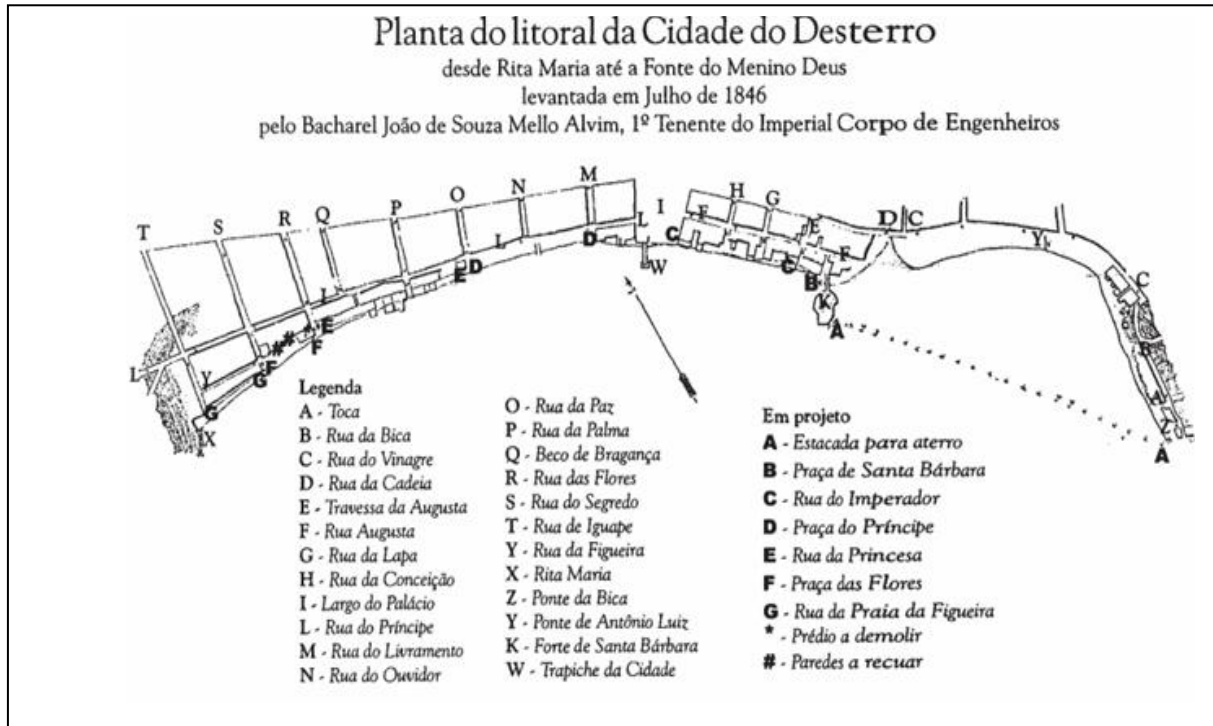 Planta do litoral da Cidade do Desterro
desde Rita Maria até a Fonte do Menino Deus
levantada em Julho de 1846
pelo Bacharel João de Souza Mello Alvim, 1º Tenente do Imperial Corpo de Engenheiros
T
S
R
Q
P
O
N
M
I
H
G
F
E
D
C
L
L
C
D
L
W
F
Y
C
B
K
A
D
E
I
E
F
#
#
*
F
G
Y
L
G
X
C
B
A
Z
A
Legenda
A - Toca
B - Rua da Bica
C - Rua do Vinagre
D - Rua da Cadeia
E - Travessa da Augusta
F - Rua Augusta
G - Rua da Lapa
H - Rua da Conceição
I - Largo do Palácio
L - Rua do Príncipe
M - Rua do Livramento
N - Rua do Ouvidor
O - Rua da Paz
P - Rua da Palma
Q - Beco de Bragança
R - Rua das Flores
S - Rua do Segredo
T - Rua de Iguape
Y - Rua da Figueira
X - Rita Maria
Z - Ponte da Bica
Y - Ponte de Antônio Luiz
K - Forte de Santa Bárbara
W - Trapiche da Cidade
Em projeto
A - Estacada para aterro
B - Praça de Santa Bárbara
C - Rua do Imperador
D - Praça do Príncipe
E - Rua da Princesa
F - Praça das Flores
G - Rua da Praia da Figueira
* - Prédio a demolir
# - Paredes a recuar